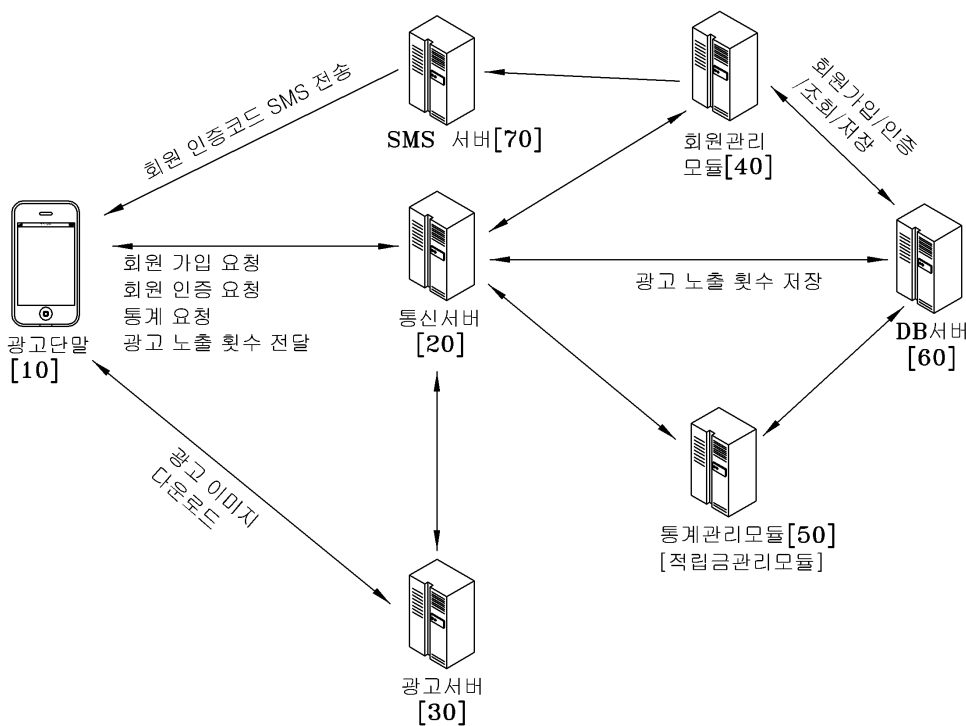 회원 인증코드 SMS 전송
SMS 서버[70]
회원관리
모듈[40]
회원가입/인증
/조회/저장
회원 가입 요청
회원 인증 요청
통계 요청
광고 노출 횟수 전달
광고단말
[10]
통신서버
[20]
광고 노출 횟수 저장
DB서버
[60]
광고 이미지
다운로드
통계관리모듈[50]
[적립금관리모듈]
광고서버
[30]